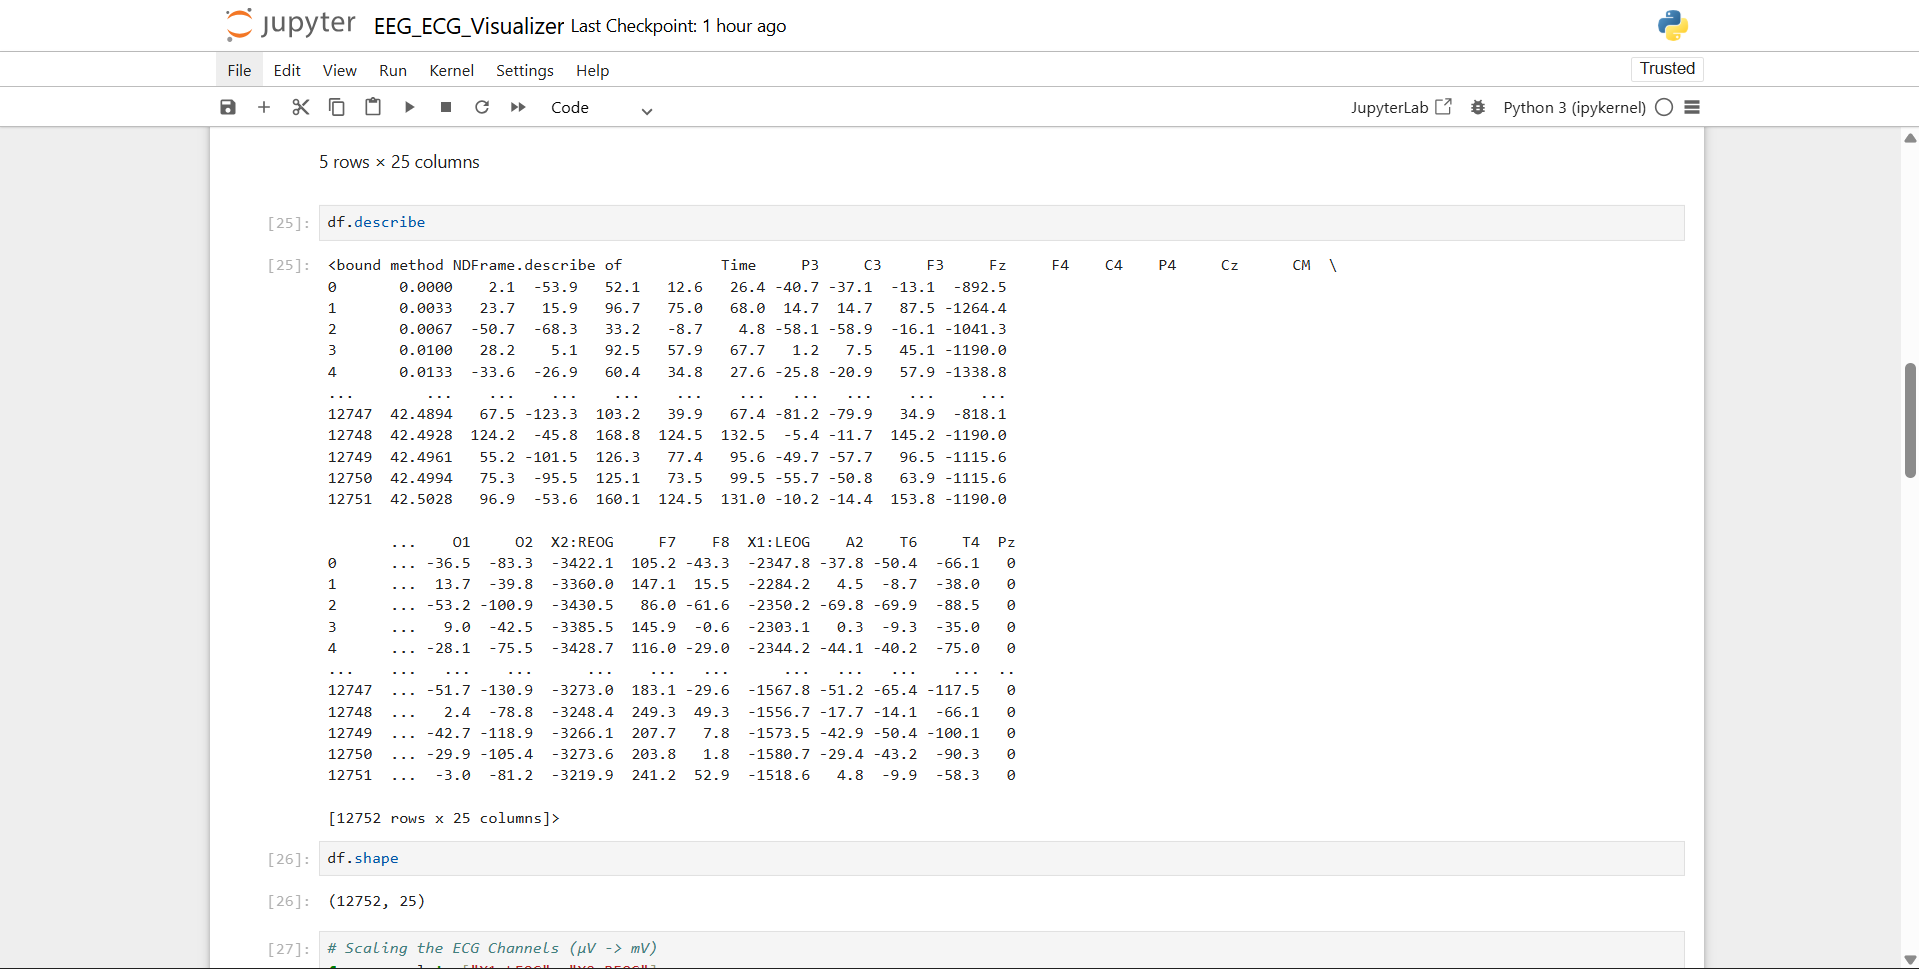 jupyter EEG_ECG_Visualizer Last Checkpoint: 1 hour ago
File Edit View Run Kernel Settings Help Trusted
Code JupyterLab Python 3 (ipykernel)
5 rows × 25 columns
[25]: df.describe
[25]: <bound method NDFrame.describe of Time P3 C3 F3 Fz F4 C4 P4 Cz CM \
0 0.0000 2.1 -53.9 52.1 12.6 26.4 -40.7 -37.1 -13.1 -892.5
1 0.0033 23.7 15.9 96.7 75.0 68.0 14.7 14.7 87.5 -1264.4
2 0.0067 -50.7 -68.3 33.2 -8.7 4.8 -58.1 -58.9 -16.1 -1041.3
3 0.0100 28.2 5.1 92.5 57.9 67.7 1.2 7.5 45.1 -1190.0
4 0.0133 -33.6 -26.9 60.4 34.8 27.6 -25.8 -20.9 57.9 -1338.8
... ... ... ... ... ... ... ... ... ... ...
12747 42.4894 67.5 -123.3 103.2 39.9 67.4 -81.2 -79.9 34.9 -818.1
12748 42.4928 124.2 -45.8 168.8 124.5 132.5 -5.4 -11.7 145.2 -1190.0
12749 42.4961 55.2 -101.5 126.3 77.4 95.6 -49.7 -57.7 96.5 -1115.6
12750 42.4994 75.3 -95.5 125.1 73.5 99.5 -55.7 -50.8 63.9 -1115.6
12751 42.5028 96.9 -53.6 160.1 124.5 131.0 -10.2 -14.4 153.8 -1190.0
... O1 O2 X2:REOG F7 F8 X1:LEOG A2 T6 T4 Pz
0 ... -36.5 -83.3 -3422.1 105.2 -43.3 -2347.8 -37.8 -50.4 -66.1 0
1 ... 13.7 -39.8 -3360.0 147.1 15.5 -2284.2 4.5 -8.7 -38.0 0
2 ... -53.2 -100.9 -3430.5 86.0 -61.6 -2350.2 -69.8 -69.9 -88.5 0
3 ... 9.0 -42.5 -3385.5 145.9 -0.6 -2303.1 0.3 -9.3 -35.0 0
4 ... -28.1 -75.5 -3428.7 116.0 -29.0 -2344.2 -44.1 -40.2 -75.0 0
... ... ... ... ... ... ... ... ... ... ... ..
12747 ... -51.7 -130.9 -3273.0 183.1 -29.6 -1567.8 -51.2 -65.4 -117.5 0
12748 ... 2.4 -78.8 -3248.4 249.3 49.3 -1556.7 -17.7 -14.1 -66.1 0
12749 ... -42.7 -118.9 -3266.1 207.7 7.8 -1573.5 -42.9 -50.4 -100.1 0
12750 ... -29.9 -105.4 -3273.6 203.8 1.8 -1580.7 -29.4 -43.2 -90.3 0
12751 ... -3.0 -81.2 -3219.9 241.2 52.9 -1518.6 4.8 -9.9 -58.3 0
[12752 rows x 25 columns]>
[26]: df.shape
[26]: (12752, 25)
[27]: # Scaling the ECG Channels (μV -> mV)